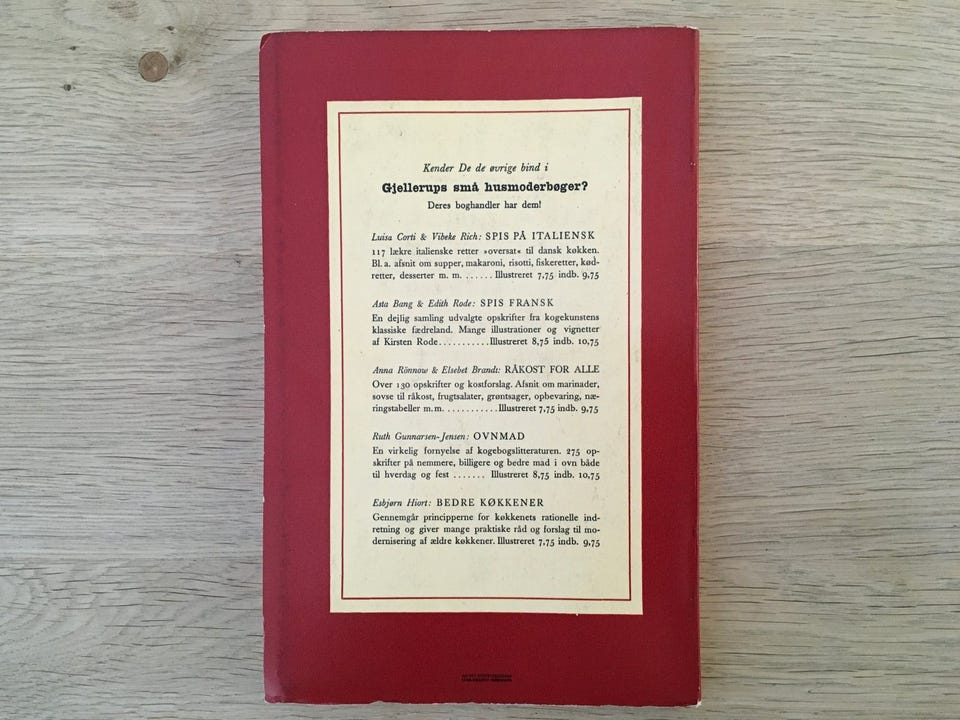 Kender De de øvrige bind i
Gjellerups små husmoderbøger?
Deres boghandler har dem!
Luisa Corti & Vibeke Rich: SPIS PÅ ITALIENSK
117 lækre italienske retter »oversat« til dansk køkken.
Bl. a. afsnit om supper, makaroni, risotti, fiskeretter, kød-
retter, desserter m. m. ...... Illustreret 7,75 indb. 9,75
Asta Bang & Edith Rode: SPIS FRANSK
En dejlig samling udvalgte opskrifter fra kogekunstens
klassiske fædreland. Mange illustrationer og vignetter
af Kirsten Rode...........Illustreret 8,75 indb. 10,75
Anna Rönnow & Elsebet Brandt: RÅKOST FOR ALLE
Over 130 opskrifter og kostforslag. Afsnit om marinader,
sovse til råkost, frugtsalater, grøntsager, opbevaring, næ-
ringstabeller m.m. ...........Illustreret 7,75 indb. 9,75
Ruth Gunnarsen-Jensen: OVNMAD
En virkelig fornyelse af kogebogslitteraturen. 275 op-
skrifter på nemmere, billigere og bedre mad i ovn både
til hverdag og fest ....... Illustreret 8,75 indb. 10,75
Esbjørn Hiort: BEDRE KØKKENER
Gennemgår principperne for køkkenets rationelle ind-
retning og giver mange praktiske råd og forslag til mo-
dernisering af ældre køkkener. Illustreret 7,75 indb. 9,75